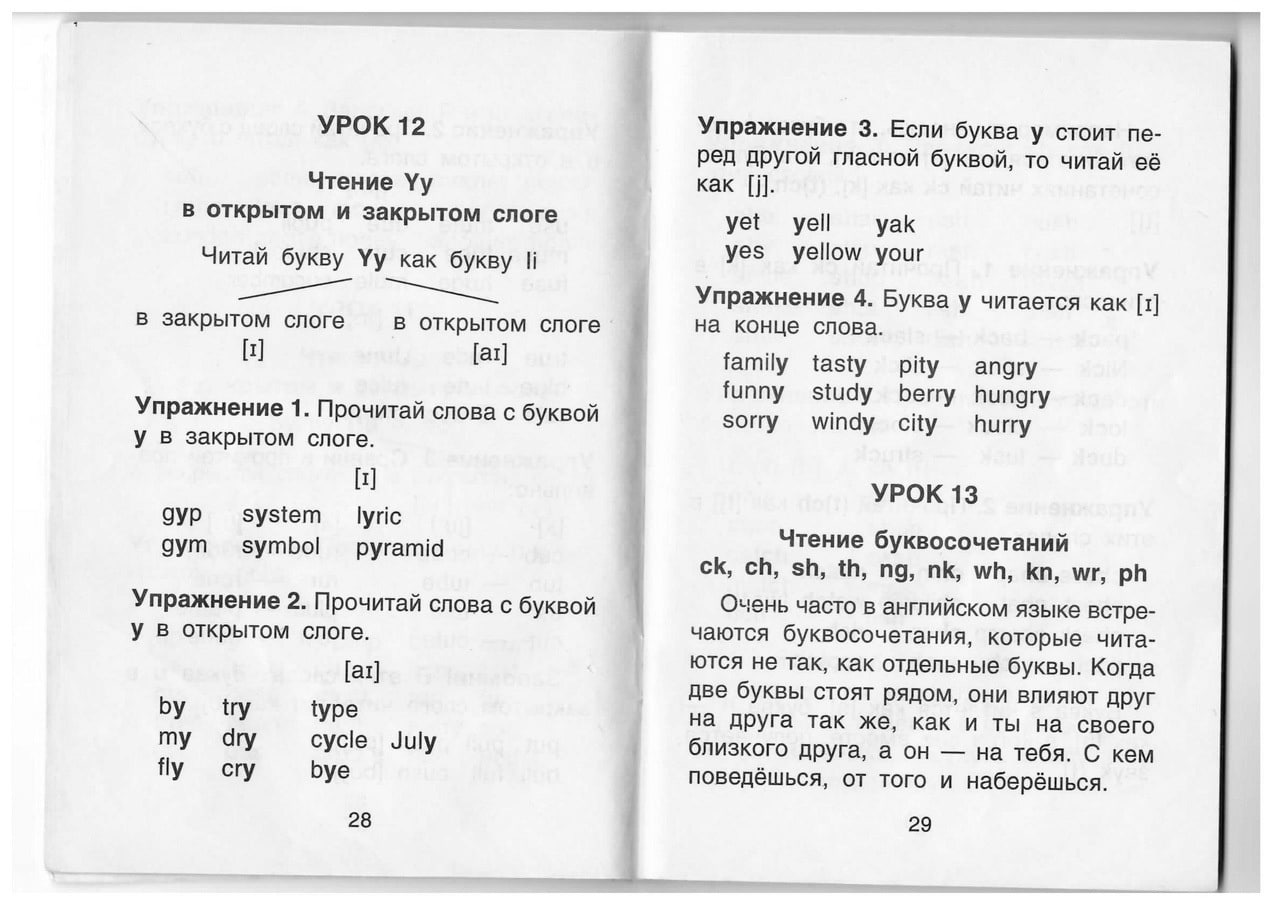 УРОК 12
Чтение Yy
в открытом и закрытом слоге
Читай букву Yy как букву Ii
в закрытом слоге в открытом слоге
[ɪ] [aɪ]
Упражнение 1. Прочитай слова с буквой
y в закрытом слоге.
[ɪ]
gyp system lyric
gym symbol pyramid
Упражнение 2. Прочитай слова с буквой
y в открытом слоге.
[aɪ]
by try type
my dry cycle July
fly cry bye
28
Упражнение 3. Если буква y стоит пе-
ред другой гласной буквой, то читай её
как [j].
yet yell yak
yes yellow your
Упражнение 4. Буква y читается как [ɪ]
на конце слова.
family tasty pity angry
funny study berry hungry
sorry windy city hurry
УРОК 13
Чтение буквосочетаний
ck, ch, sh, th, ng, nk, wh, kn, wr, ph
Очень часто в английском языке встре-
чаются буквосочетания, которые чита-
ются не так, как отдельные буквы. Когда
две буквы стоят рядом, они влияют друг
на друга так же, как и ты на своего
близкого друга, а он – на тебя. С кем
поведёшься, от того и наберёшься.
29